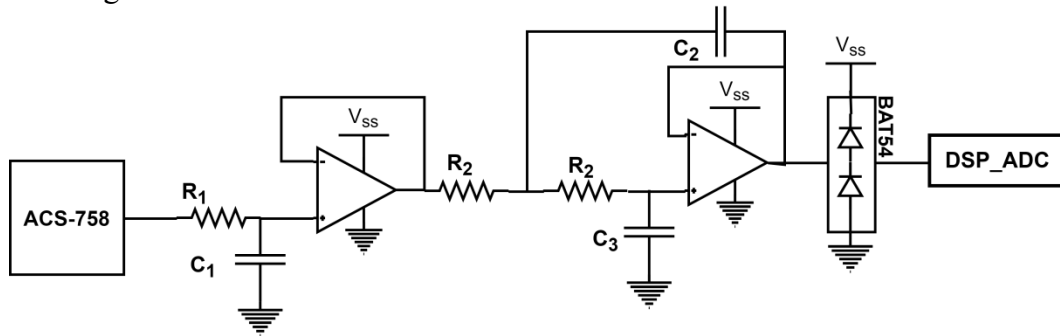 C2
Vss
Vss
Vss
BAT54
ACS-758
R1
R2
R2
DSP_ADC
C1
C3